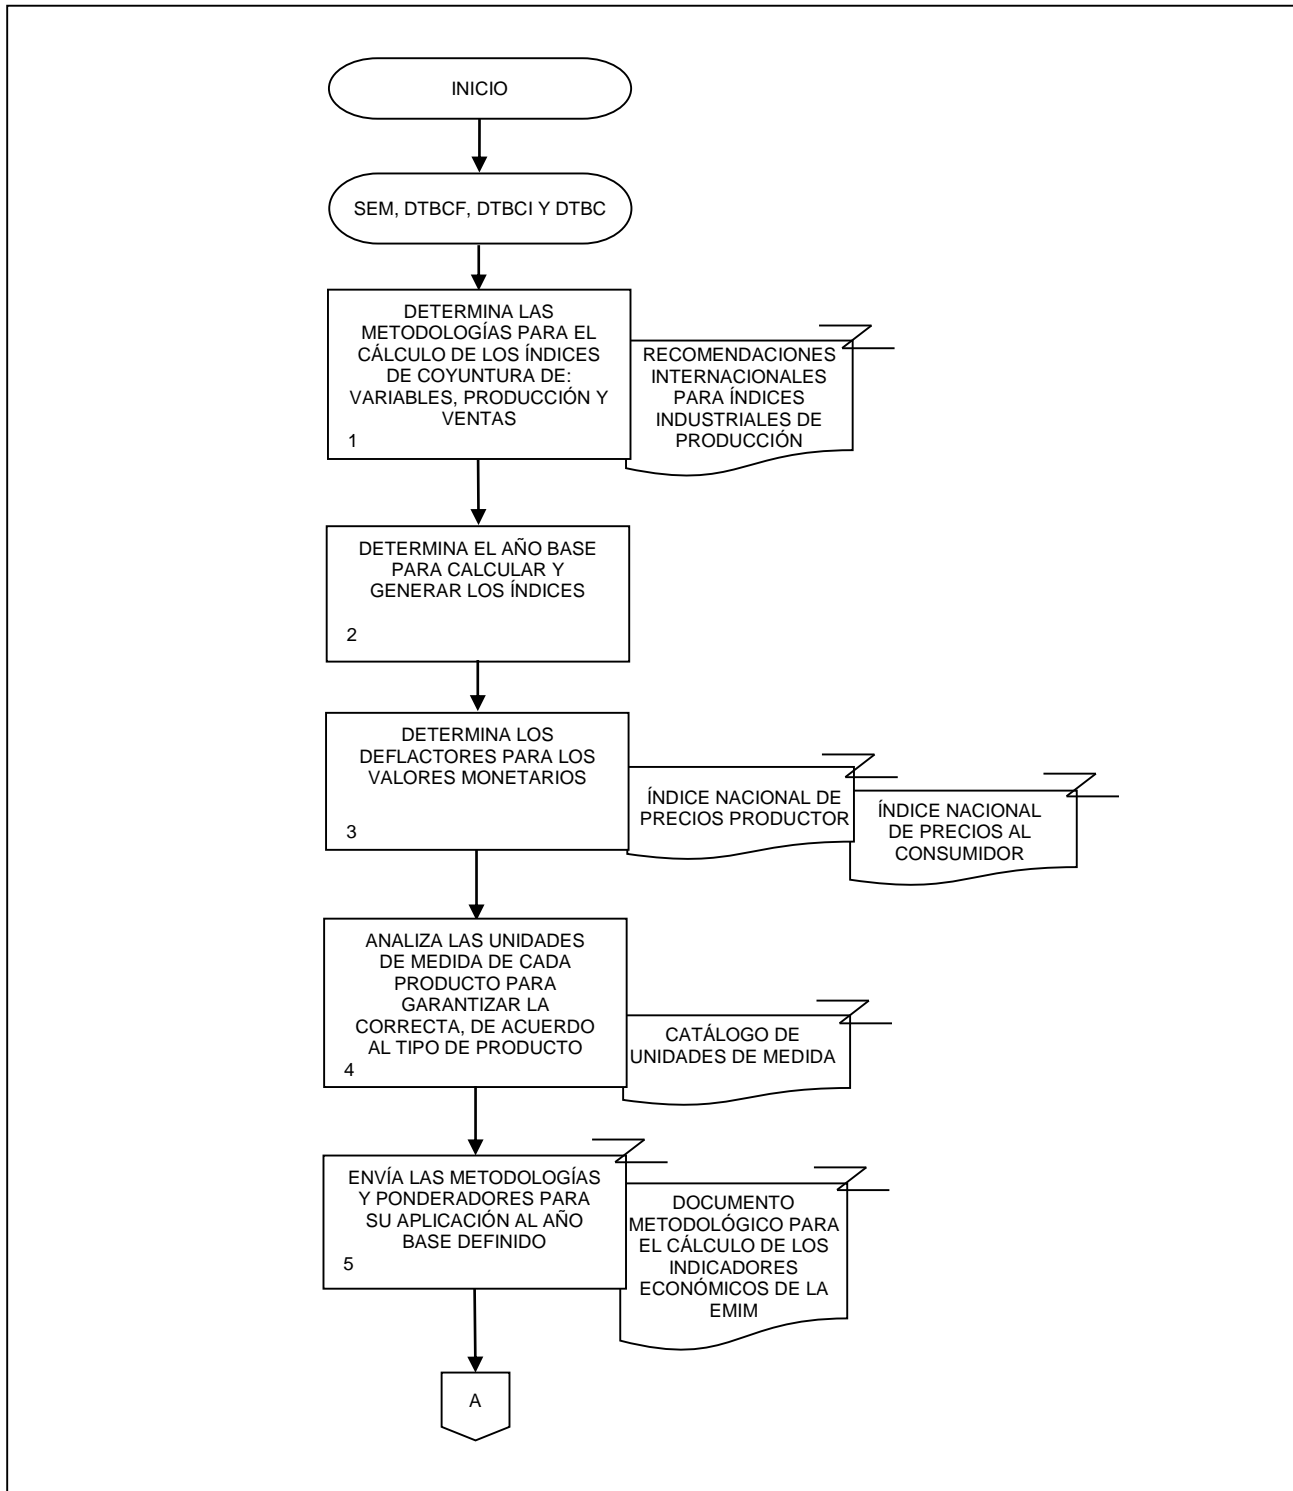 INICIO
SEM, DTBCF, DTBCI Y DTBC
DETERMINA LAS
METODOLOGÍAS PARA EL
CÁLCULO DE LOS ÍNDICES
DE COYUNTURA DE:
VARIABLES, PRODUCCIÓN Y
VENTAS
1
RECOMENDACIONES
INTERNACIONALES
PARA ÍNDICES
INDUSTRIALES DE
PRODUCCIÓN
DETERMINA EL AÑO BASE
PARA CALCULAR Y
GENERAR LOS ÍNDICES
2
DETERMINA LOS
DEFLACTORES PARA LOS
VALORES MONETARIOS
3
ÍNDICE NACIONAL DE
PRECIOS PRODUCTOR
ÍNDICE NACIONAL
DE PRECIOS AL
CONSUMIDOR
ANALIZA LAS UNIDADES
DE MEDIDA DE CADA
PRODUCTO PARA
GARANTIZAR LA
CORRECTA, DE ACUERDO
AL TIPO DE PRODUCTO
4
CATÁLOGO DE
UNIDADES DE MEDIDA
ENVÍA LAS METODOLOGÍAS
Y PONDERADORES PARA
SU APLICACIÓN AL AÑO
BASE DEFINIDO
5
DOCUMENTO
METODOLÓGICO PARA
EL CÁLCULO DE LOS
INDICADORES
ECONÓMICOS DE LA
EMIM
A